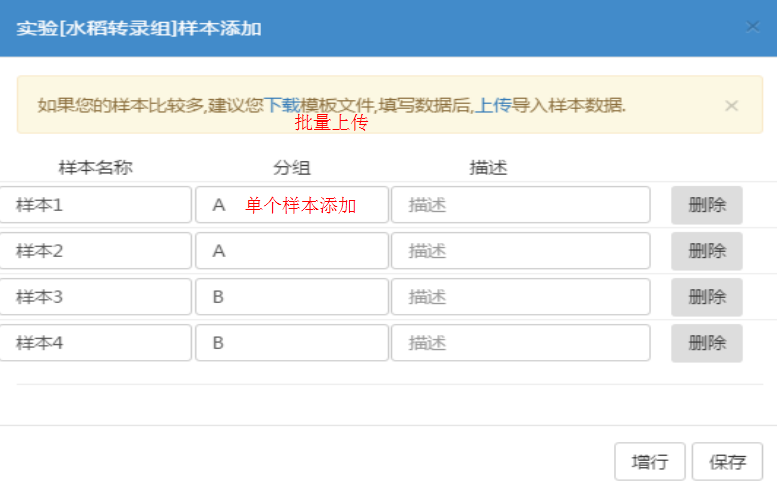 实验[水稻转录组]样本添加 ×
如果您的样本比较多,建议您下载模板文件,填写数据后,上传导入样本数据. ×
批量上传
样本名称 分组 描述
样本1 A 单个样本添加 描述 删除
样本2 A 描述 删除
样本3 B 描述 删除
样本4 B 描述 删除
增行 保存